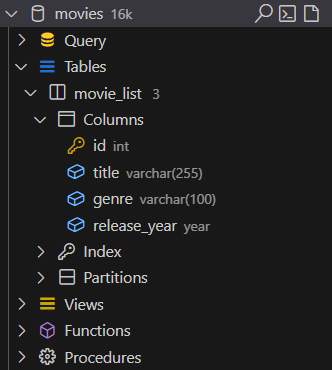 movies 16k
Query
Tables
movie_list 3
Columns
id int
title varchar(255)
genre varchar(100)
release_year year
Index
Partitions
Views
Functions
Procedures